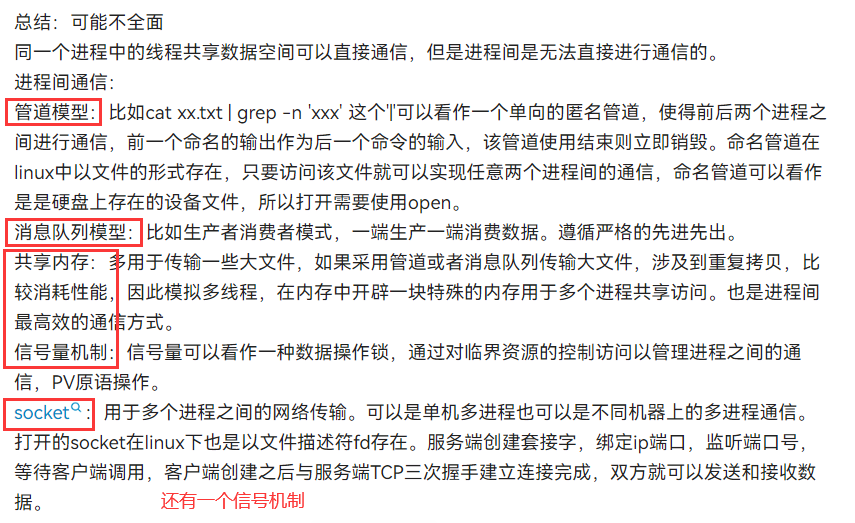 总结：可能不全面
同一个进程中的线程共享数据空间可以直接通信，但是进程间是无法直接进行通信的。
进程间通信：
管道模型：比如cat xx.txt | grep -n 'xxx' 这个'|'可以看作一个单向的匿名管道，使得前后两个进程之
间进行通信，前一个命名的输出作为后一个命令的输入，该管道使用结束则立即销毁。命名管道在
linux中以文件的形式存在，只要访问该文件就可以实现任意两个进程间的通信，命名管道可以看作
是是硬盘上存在的设备文件，所以打开需要使用open。
消息队列模型：比如生产者消费者模式，一端生产一端消费数据。遵循严格的先进先出。
共享内存：多用于传输一些大文件，如果采用管道或者消息队列传输大文件，涉及到重复拷贝，比
较消耗性能，因此模拟多线程，在内存中开辟一块特殊的内存用于多个进程共享访问。也是进程间
最高效的通信方式。
信号量机制：信号量可以看作一种数据操作锁，通过对临界资源的控制访问以管理进程之间的通
信，PV原语操作。
socket：用于多个进程之间的网络传输。可以是单机多进程也可以是不同机器上的多进程通信。
打开的socket在linux下也是以文件描述符fd存在。服务端创建套接字，绑定ip端口，监听端口号，
等待客户端调用，客户端创建之后与服务端TCP三次握手建立连接完成，双方就可以发送和接收数
据。
还有一个信号机制